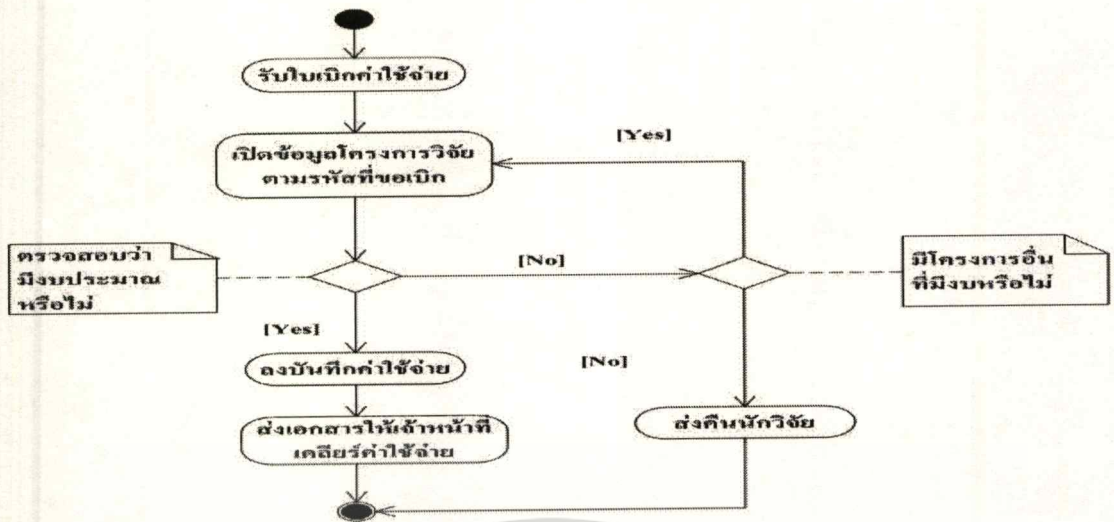 รับใบเบิกค่าใช้จ่าย
[Yes]
เปิดข้อมูลโครงการวิจัย
ตามรหัสที่ขอเบิก
ตรวจสอบว่า
มีงบประมาณ
หรือไม่
[No]
มีโครงการอื่น
ที่มีงบหรือไม่
[Yes]
ลงบันทึกค่าใช้จ่าย
[No]
ส่งเอกสารให้เจ้าหน้าที่
เคลียร์ค่าใช้จ่าย
ส่งคืนนักวิจัย